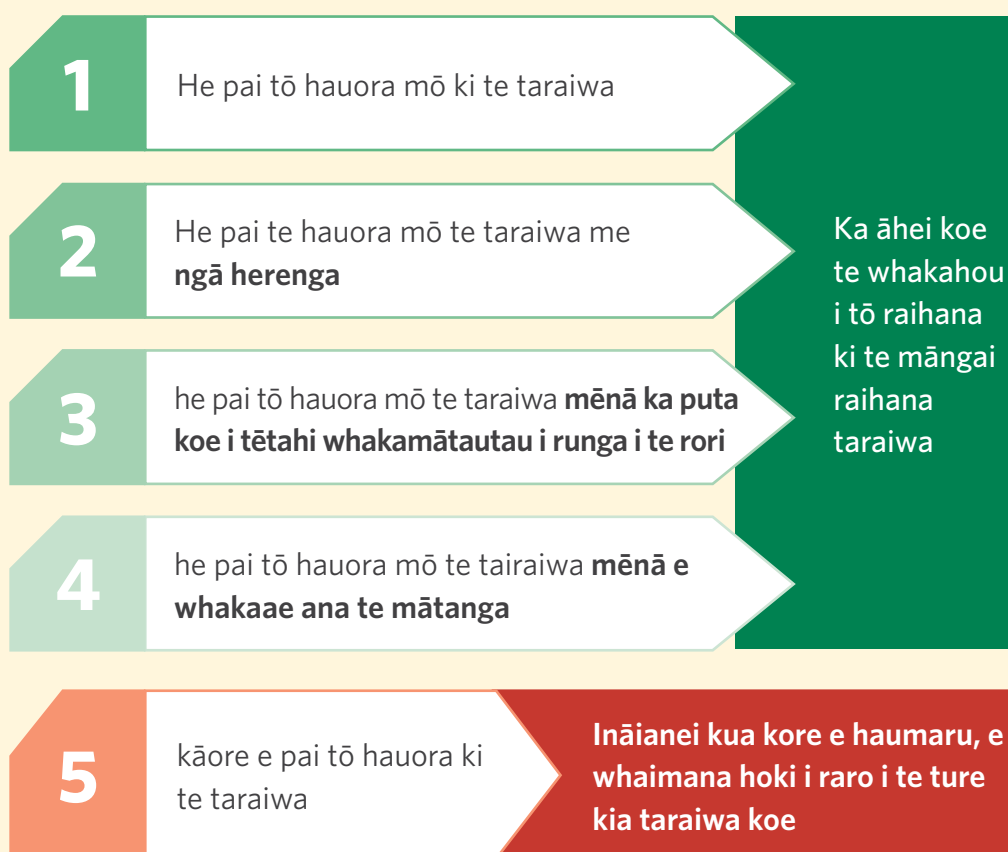 1
He pai tō hauora mō ki te taraiwa
2
He pai te hauora mō te taraiwa me
ngā herenga
3
he pai tō hauora mō te taraiwa mēnā ka puta
koe i tētahi whakamātautau i runga i te rori
4
he pai tō hauora mō te tairaiwa mēnā e
whakaae ana te mātanga
Ka āhei koe
te whakahou
i tō raihana
ki te māngai
raihana
taraiwa
5
kāore e pai tō hauora ki
te taraiwa
Ināianei kua kore e haumaru, e
whaimana hoki i raro i te ture
kia taraiwa koe